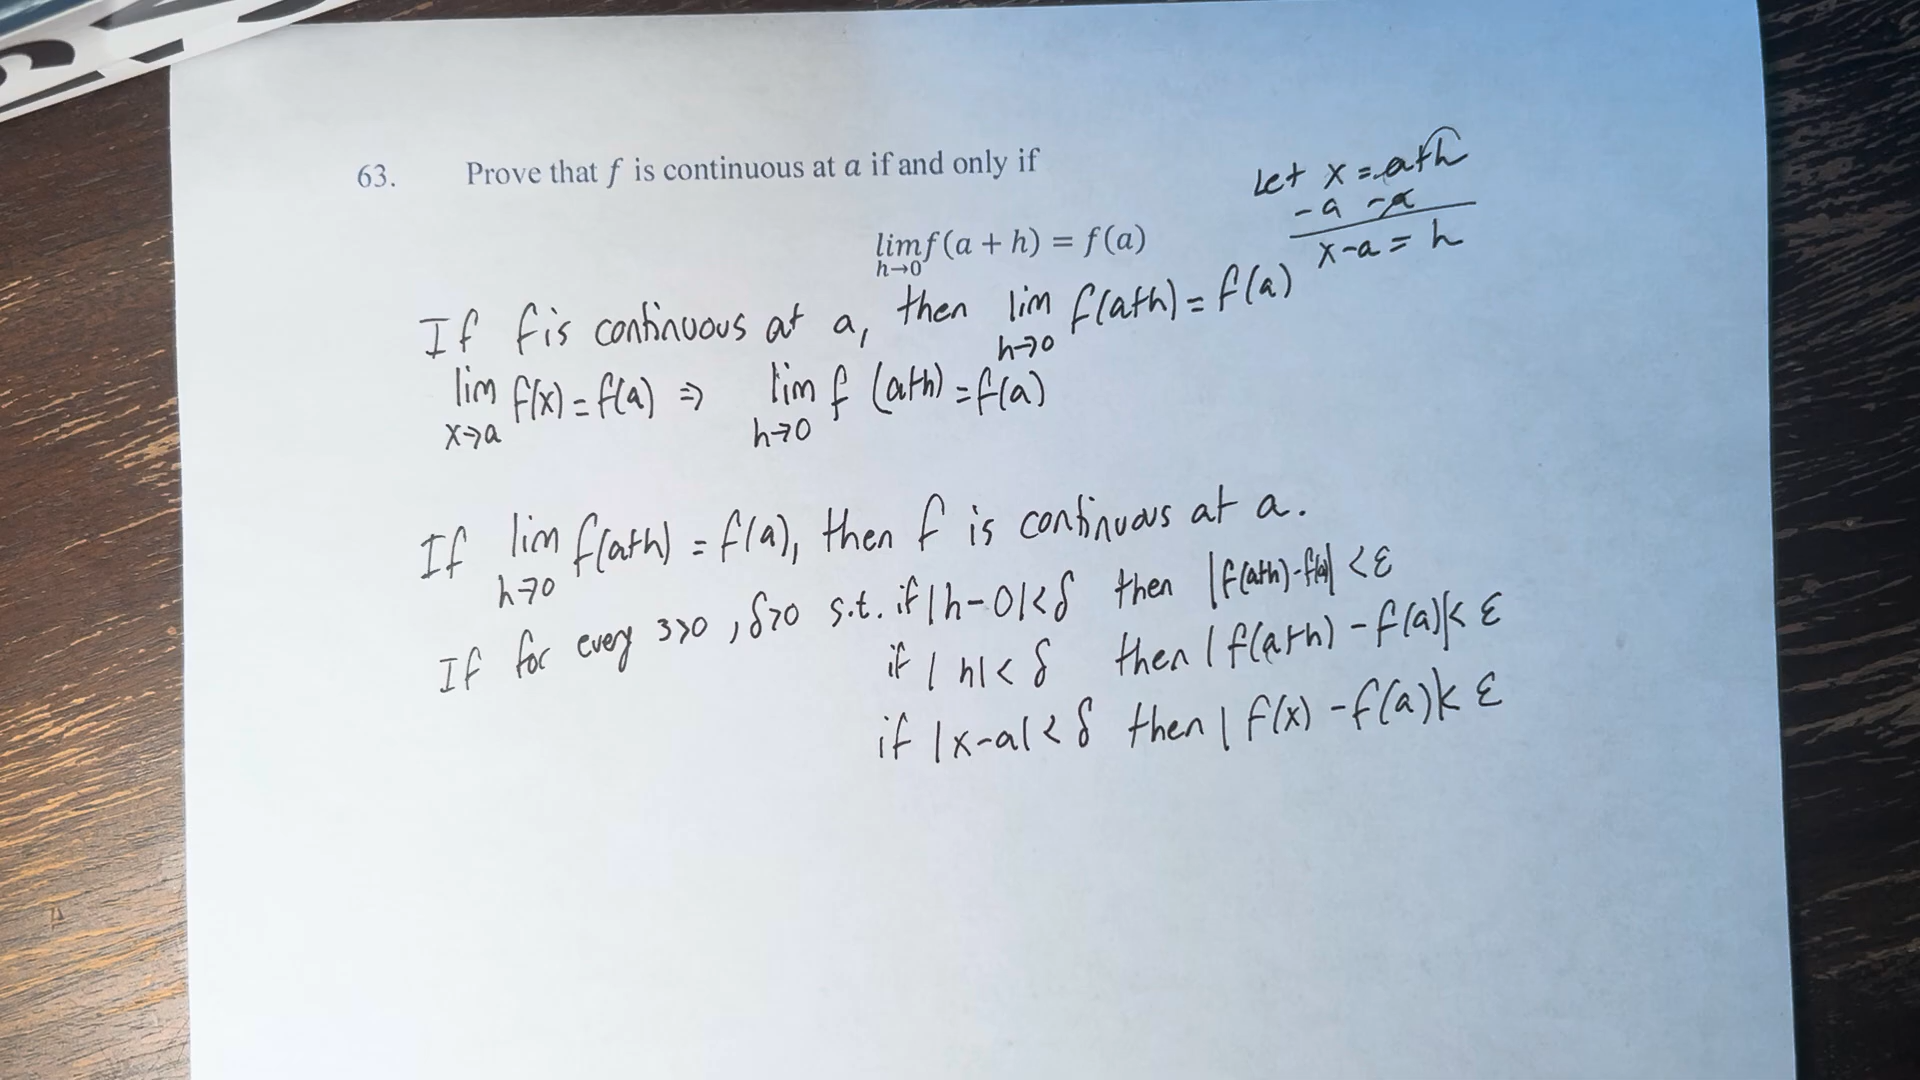 63. Prove that f is continuous at a if and only if
lim f(a + h) = f(a)
h→0
Let x = a+h
-a -a
x-a = h
If f is continuous at a, then lim f(a+h) = f(a)
h→0
lim f(x) = f(a) ⇒ lim f (a+h) = f(a)
x→a h→0
If lim f(a+h) = f(a), then f is continuous at a.
h→0
If for every ε>0, δ>0 s.t. if |h-0|<δ then |f(a+h)-f(a)| <ε
if |h|< δ then |f(a+h) - f(a)|< ε
if |x-a|< δ then |f(x) - f(a)|< ε